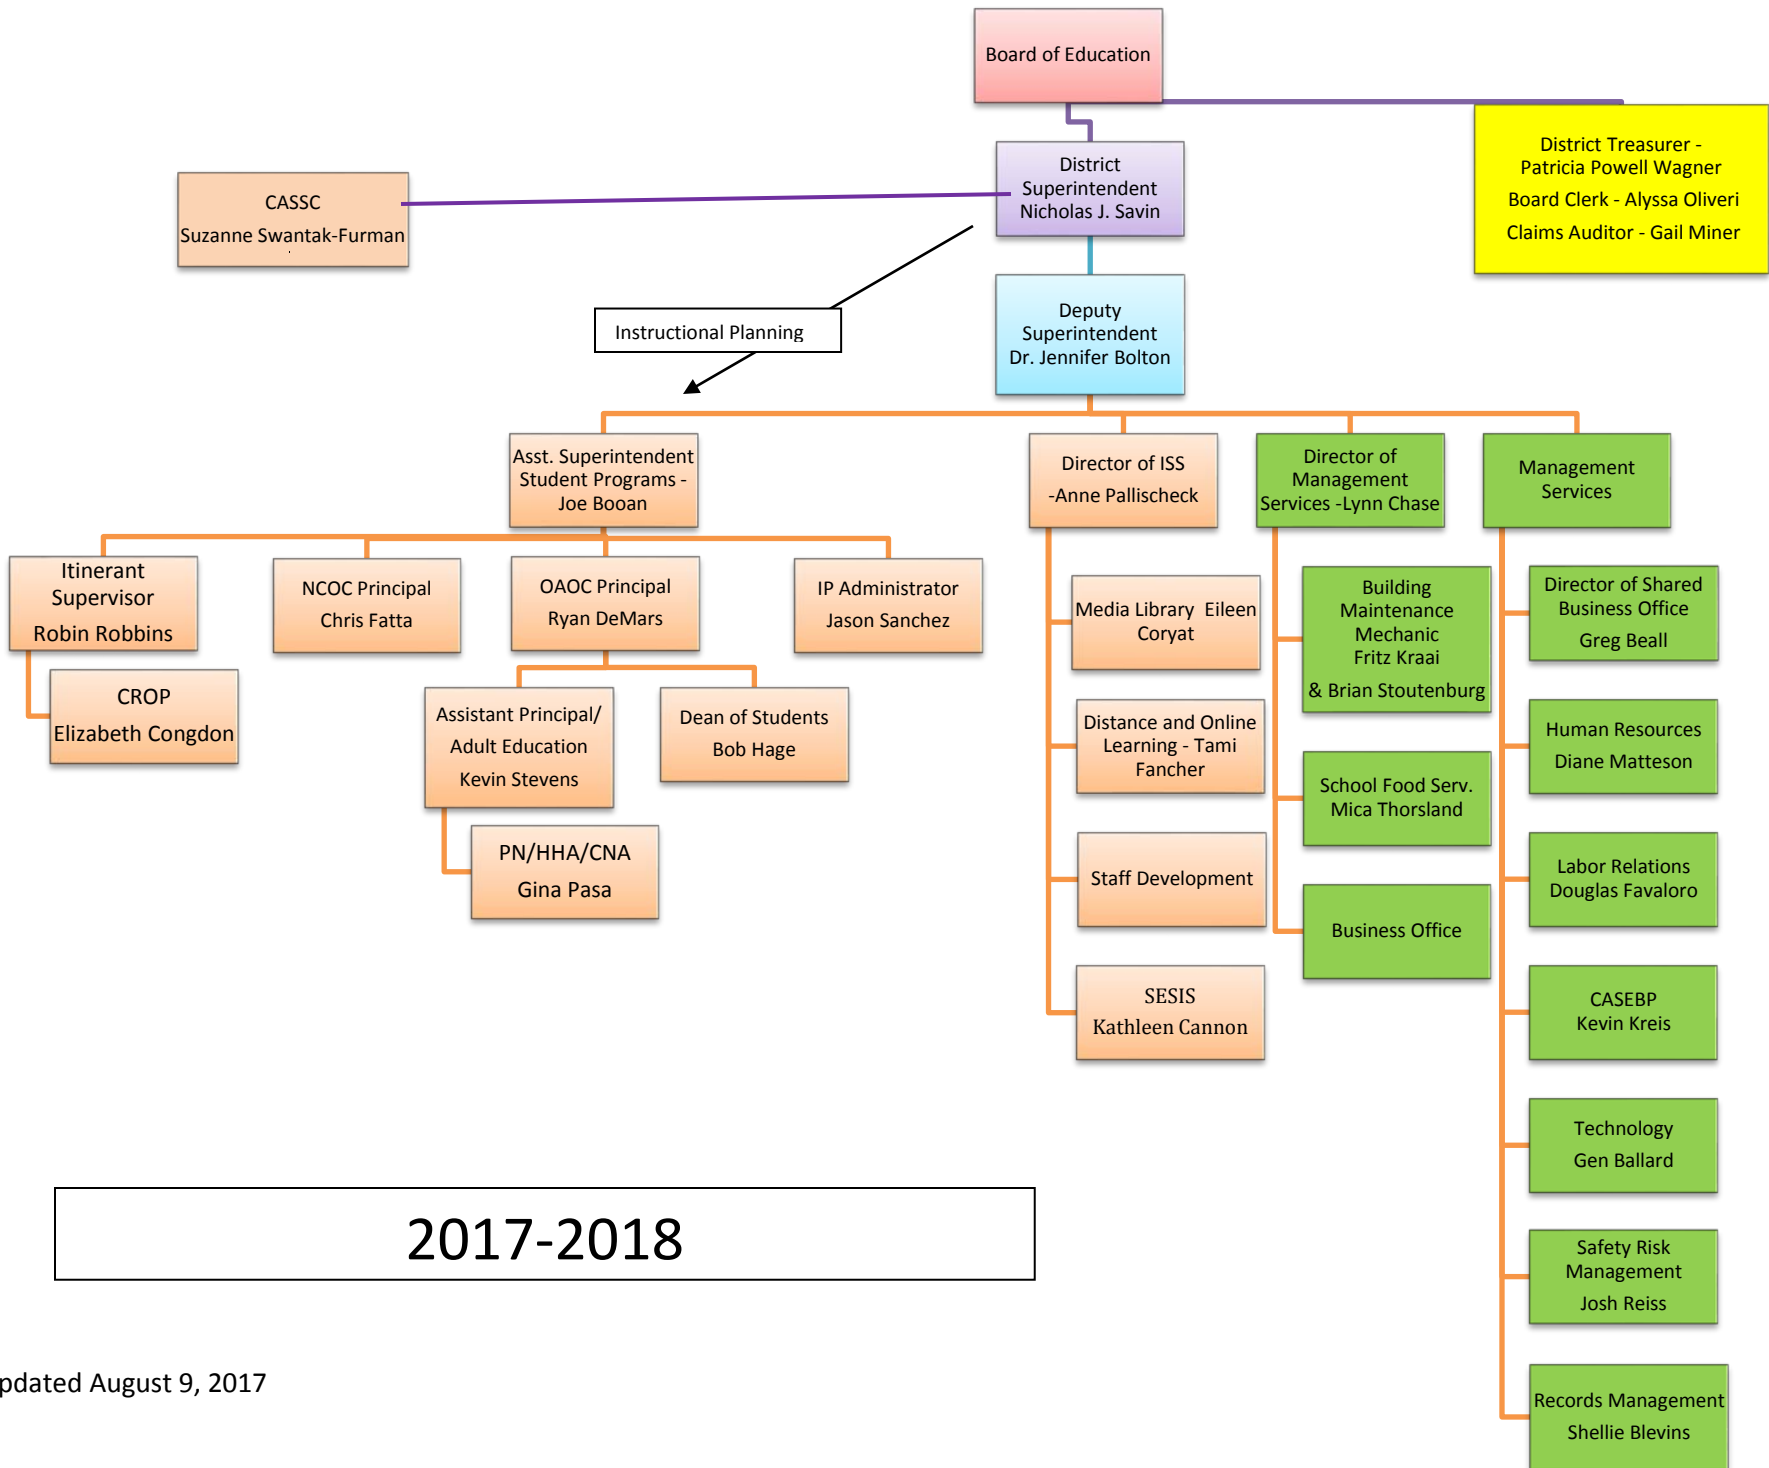 Board of Education
District Treasurer -
Patricia Powell Wagner
Board Clerk - Alyssa Oliveri
Claims Auditor - Gail Miner
District
Superintendent
Nicholas J. Savin
CASSC
Suzanne Swantak-Furman
.
Instructional Planning
Deputy
Superintendent
Dr. Jennifer Bolton
Asst. Superintendent
Student Programs -
Joe Booan
Director of ISS
-Anne Pallischeck
Director of
Management
Services -Lynn Chase
Management
Services
Itinerant
Supervisor
Robin Robbins
NCOC Principal
Chris Fatta
OAOC Principal
Ryan DeMars
IP Administrator
Jason Sanchez
CROP
Elizabeth Congdon
Assistant Principal/
Adult Education
Kevin Stevens
Dean of Students
Bob Hage
PN/HHA/CNA
Gina Pasa
Media Library  Eileen
Coryat
Distance and Online
Learning - Tami
Fancher
Staff Development
SESIS
Kathleen Cannon
Building
Maintenance
Mechanic
Fritz Kraai
& Brian Stoutenburg
School Food Serv.
Mica Thorsland
Business Office
Director of Shared
Business Office
Greg Beall
Human Resources
Diane Matteson
Labor Relations
Douglas Favaloro
CASEBP
Kevin Kreis
Technology
Gen Ballard
Safety Risk
Management
Josh Reiss
Records Management
Shellie Blevins
2017-2018
pdated August 9, 2017